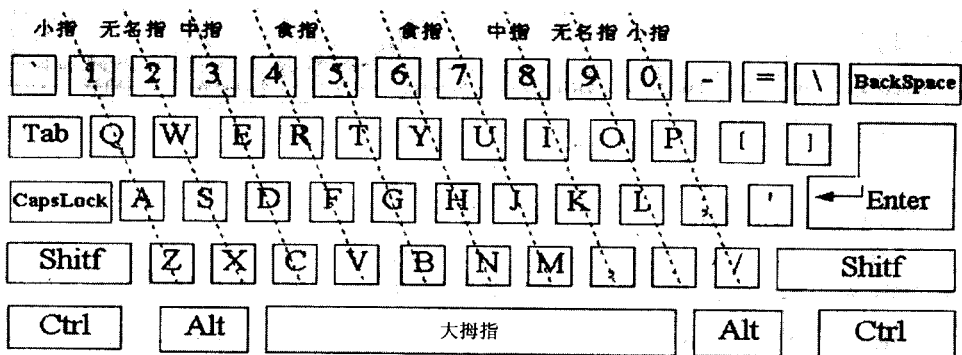 小指 无名指 中指 食指 食指 中指 无名指 小指
` 1 2 3 4 5 6 7 8 9 0 - = \ BackSpace
Tab Q W E R T Y U I O P [ ]
CapsLock A S D F G H J K L ; ' Enter
Shitf Z X C V B N M , . / Shitf
Ctrl Alt 大拇指 Alt Ctrl